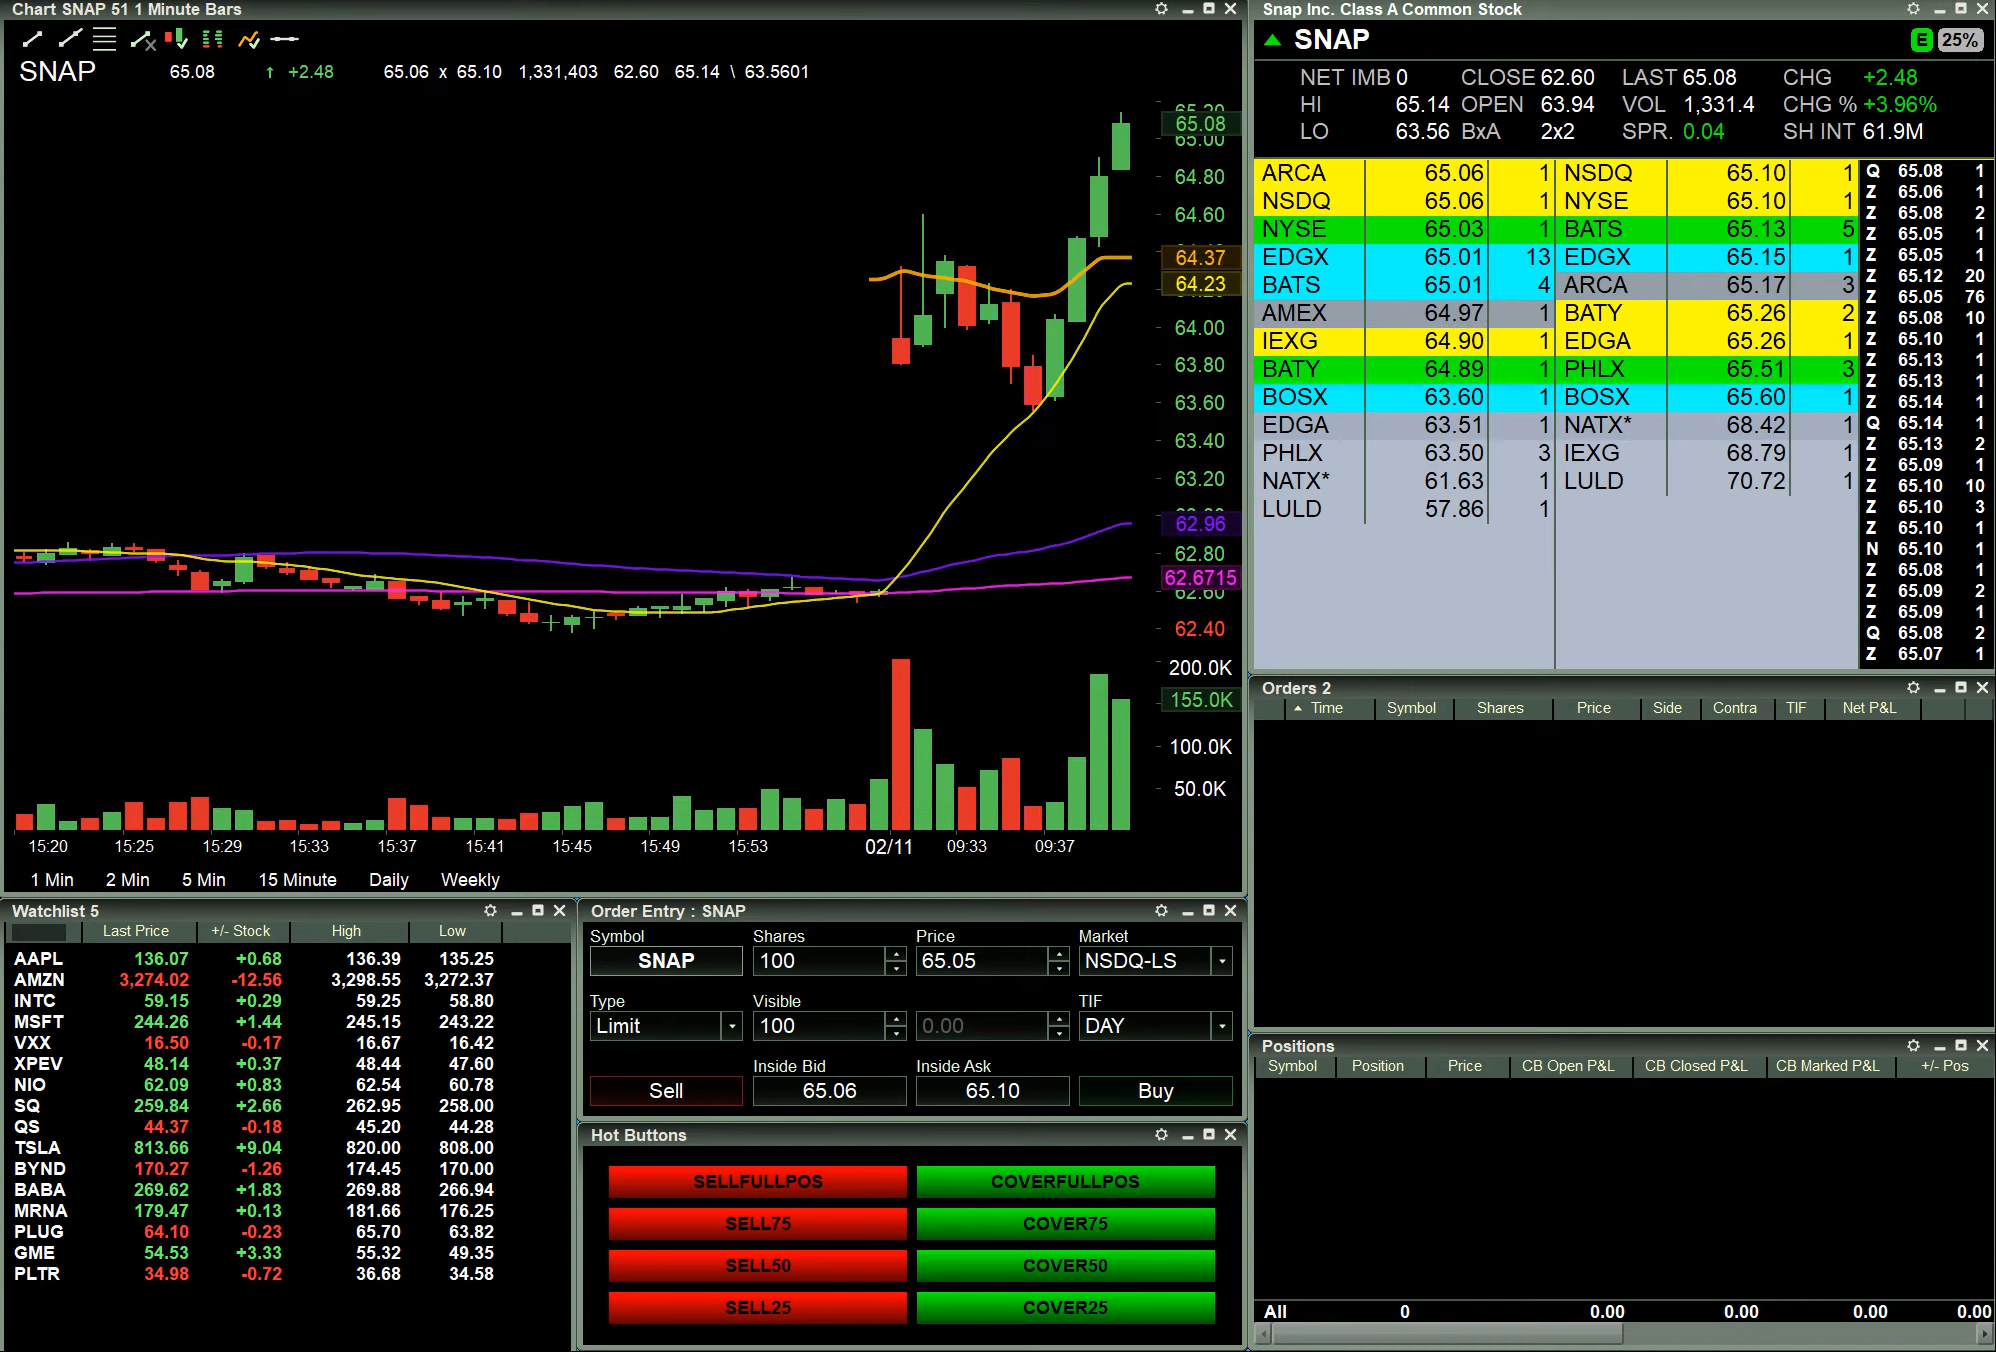 Chart SNAP 51 1 Minute Bars
SNAP 65.08 ↑ +2.48 65.06 x 65.10 1,331,403 62.60 65.14 \ 63.5601
65.08
65.00
64.80
64.60
64.37
64.23
64.00
63.80
63.60
63.40
63.20
62.96
62.80
62.6715
62.60
62.40
200.0K
155.0K
100.0K
50.0K
15:20 15:25 15:29 15:33 15:37 15:41 15:45 15:49 15:53 02/11 09:33 09:37
1 Min 2 Min 5 Min 15 Minute Daily Weekly
Snap Inc. Class A Common Stock
SNAP E 25%
NET IMB 0 CLOSE 62.60 LAST 65.08 CHG +2.48
HI 65.14 OPEN 63.94 VOL 1,331.4 CHG % +3.96%
LO 63.56 BxA 2x2 SPR. 0.04 SH INT 61.9M
ARCA 65.06 1 NSDQ 65.10 1
NSDQ 65.06 1 NYSE 65.10 1
NYSE 65.03 1 BATS 65.13 5
EDGX 65.01 13 EDGX 65.15 1
BATS 65.01 4 ARCA 65.17 3
AMEX 64.97 1 BATY 65.26 2
IEXG 64.90 1 EDGA 65.26 1
BATY 64.89 1 PHLX 65.51 3
BOSX 63.60 1 BOSX 65.60 1
EDGA 63.51 1 NATX* 68.42 1
PHLX 63.50 3 IEXG 68.79 1
NATX* 61.63 1 LULD 70.72 1
LULD 57.86 1
Q 65.08 1
Z 65.06 1
Z 65.08 2
Z 65.05 1
Z 65.05 1
Z 65.12 20
Z 65.05 76
Z 65.08 10
Z 65.10 1
Z 65.13 1
Z 65.13 1
Z 65.14 1
Q 65.14 1
Z 65.13 2
Z 65.09 1
Z 65.10 10
Z 65.10 3
Z 65.10 1
N 65.10 1
Z 65.08 1
Z 65.09 2
Z 65.09 1
Q 65.08 2
Z 65.07 1
Orders 2
Time Symbol Shares Price Side Contra TIF Net P&L
Watchlist 5
Last Price +/- Stock High Low
AAPL 136.07 +0.68 136.39 135.25
AMZN 3,274.02 -12.56 3,298.55 3,272.37
INTC 59.15 +0.29 59.25 58.80
MSFT 244.26 +1.44 245.15 243.22
VXX 16.50 -0.17 16.67 16.42
XPEV 48.14 +0.37 48.44 47.60
NIO 62.09 +0.83 62.54 60.78
SQ 259.84 +2.66 262.95 258.00
QS 44.37 -0.18 45.20 44.28
TSLA 813.66 +9.04 820.00 808.00
BYND 170.27 -1.26 174.45 170.00
BABA 269.62 +1.83 269.88 266.94
MRNA 179.47 +0.13 181.66 176.25
PLUG 64.10 -0.23 65.70 63.82
GME 54.53 +3.33 55.32 49.35
PLTR 34.98 -0.72 36.68 34.58
Order Entry : SNAP
Symbol Shares Price Market
SNAP 100 65.05 NSDQ-LS
Type Visible TIF
Limit 100 0.00 DAY
Inside Bid Inside Ask
Sell 65.06 65.10 Buy
Hot Buttons
SELLFULLPOS COVERFULLPOS
SELL75 COVER75
SELL50 COVER50
SELL25 COVER25
Positions
Symbol Position Price CB Open P&L CB Closed P&L CB Marked P&L +/- Pos
All 0 0.00 0.00 0.00 0.00